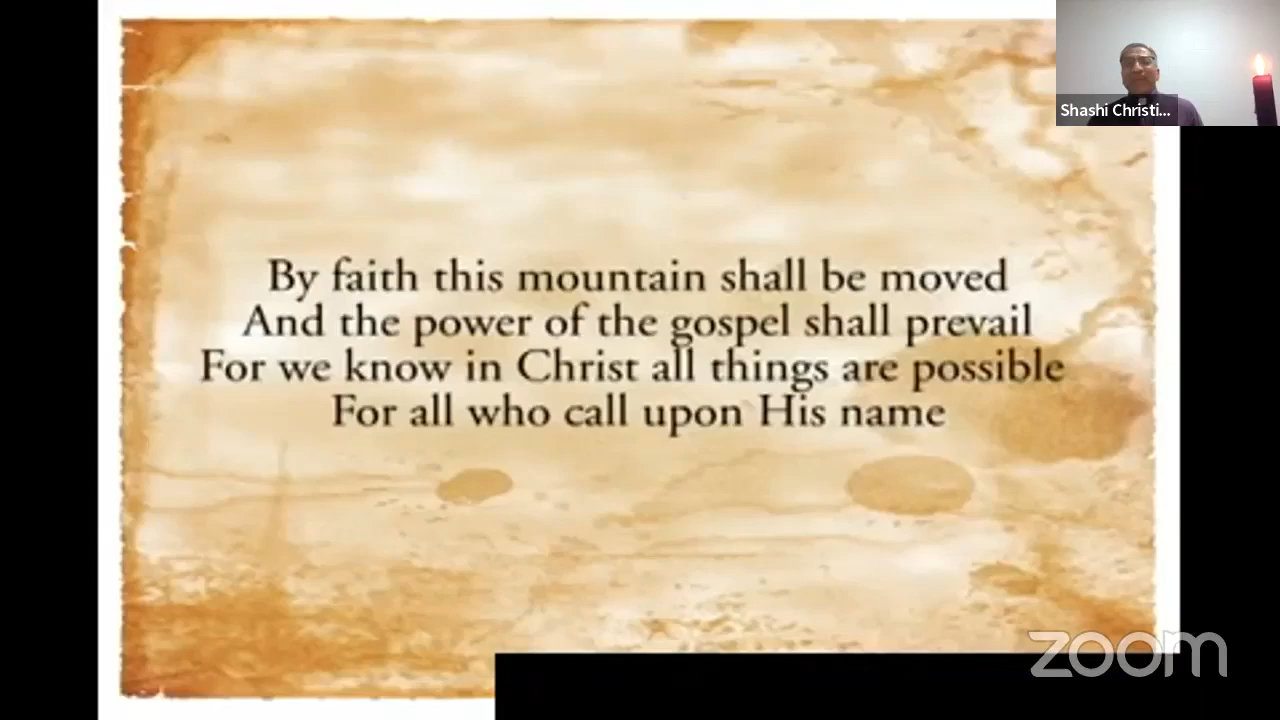 By faith this mountain shall be moved
And the power of the gospel shall prevail
For we know in Christ all things are possible
For all who call upon His name
Shashi Christi...
zoom